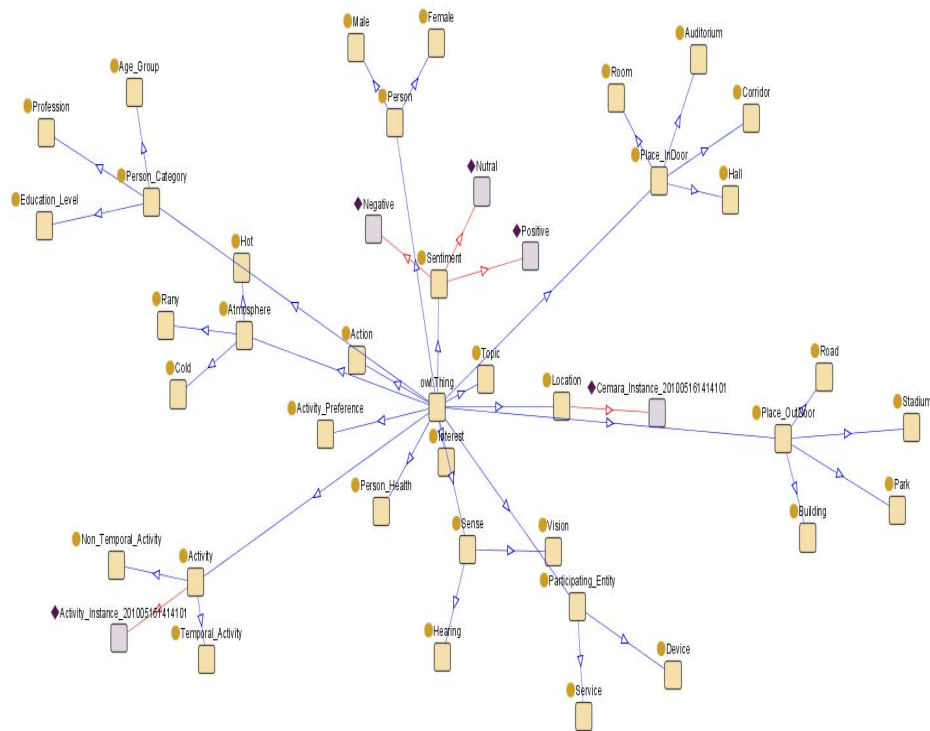 Male
Female
Auditorium
Age_Group
Room
Person
Corridor
Profession
Place_InDoor
Nutral
Person_Category
Hall
Education_Level
Negative
Positive
Hot
Sentiment
Rany
Atmosphere
Action
Road
Topic
Cold
owl:Thing
Location
Cemara_Instance_201005161414101
Place_OutDoor
Stadium
Activity_Preference
Interest
Person_Health
Park
Building
Sense
Vision
Non_Temporal_Activity
Activity
Participating_Entity
Activity_Instance_201005161414101
Temporal_Activity
Hearing
Device
Service